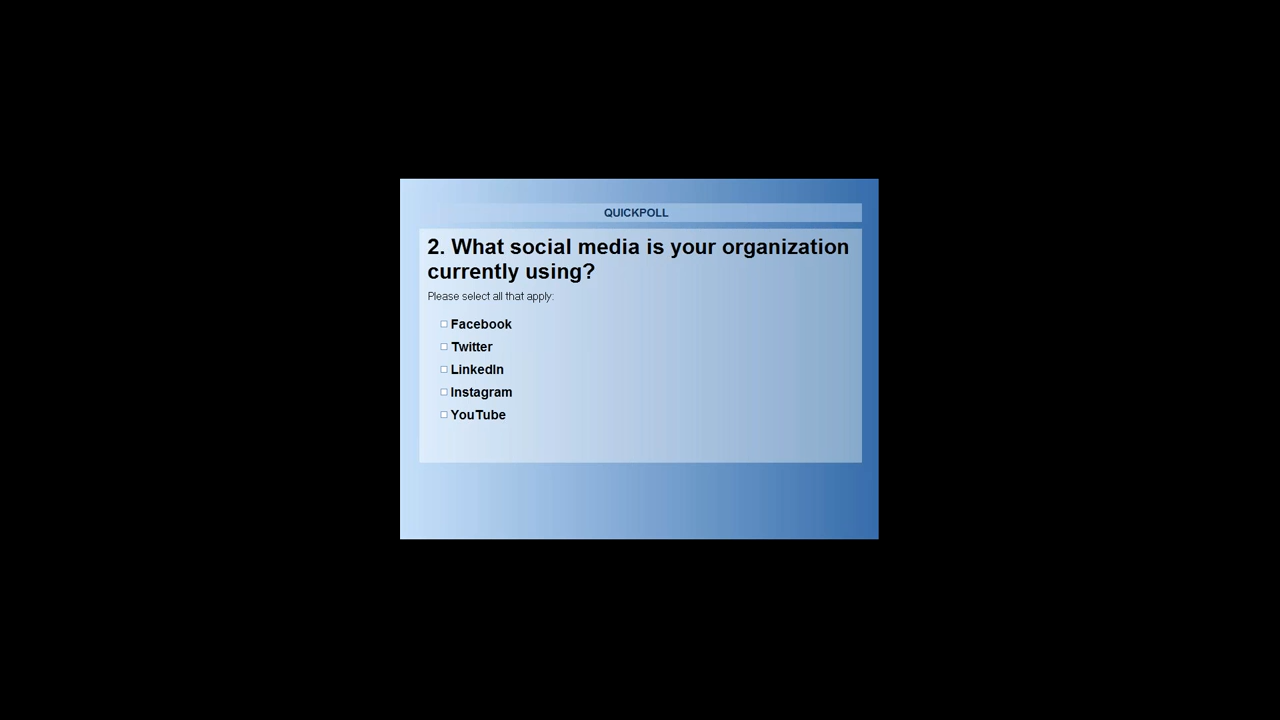 QUICKPOLL
2. What social media is your organization
currently using?
Please select all that apply:
Facebook
Twitter
LinkedIn
Instagram
YouTube